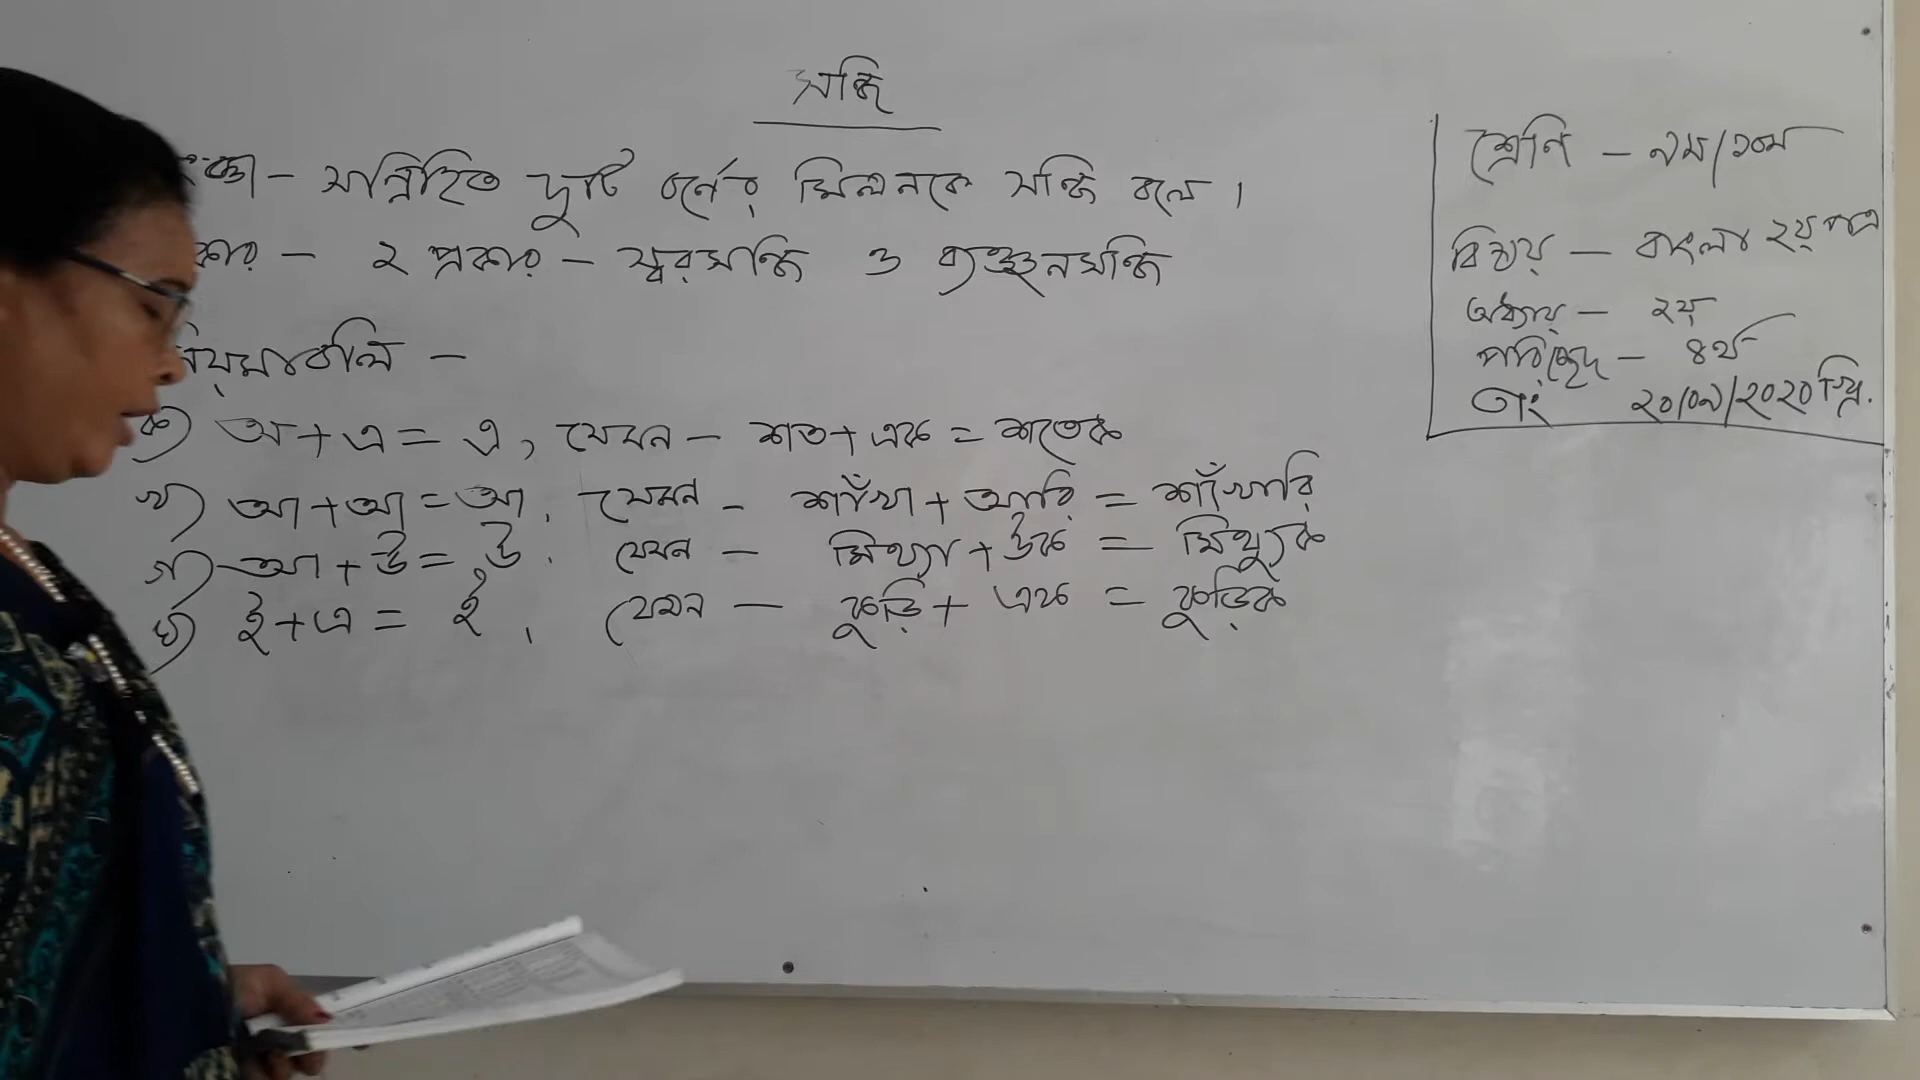 সন্ধি
সংজ্ঞা - সন্নিহিত দুটি বর্ণের মিলনকে সন্ধি বলে ।
প্রকার - ২ প্রকার - স্বরসন্ধি ও ব্যঞ্জনসন্ধি
নিয়মাবলি -
ক) অ + এ = এ, যেমন - শত + এক = শতেক
খ) আ + আ = আ, যেমন - শাঁখা + আরি = শাঁখারি
গ) আ + উ = উ, যেমন - মিথ্যা + উক = মিথ্যুক
ঘ) ই + এ = ই, যেমন - কুড়ি + এক = কুড়িক
শ্রেনি - ৯ম/১০ম
বিষয় - বাংলা ২য় পত্র
অধ্যায় - ২য়
পরিচ্ছেদ - ৪র্থ
তাং ২০/০৯/২০২০ খ্রি.